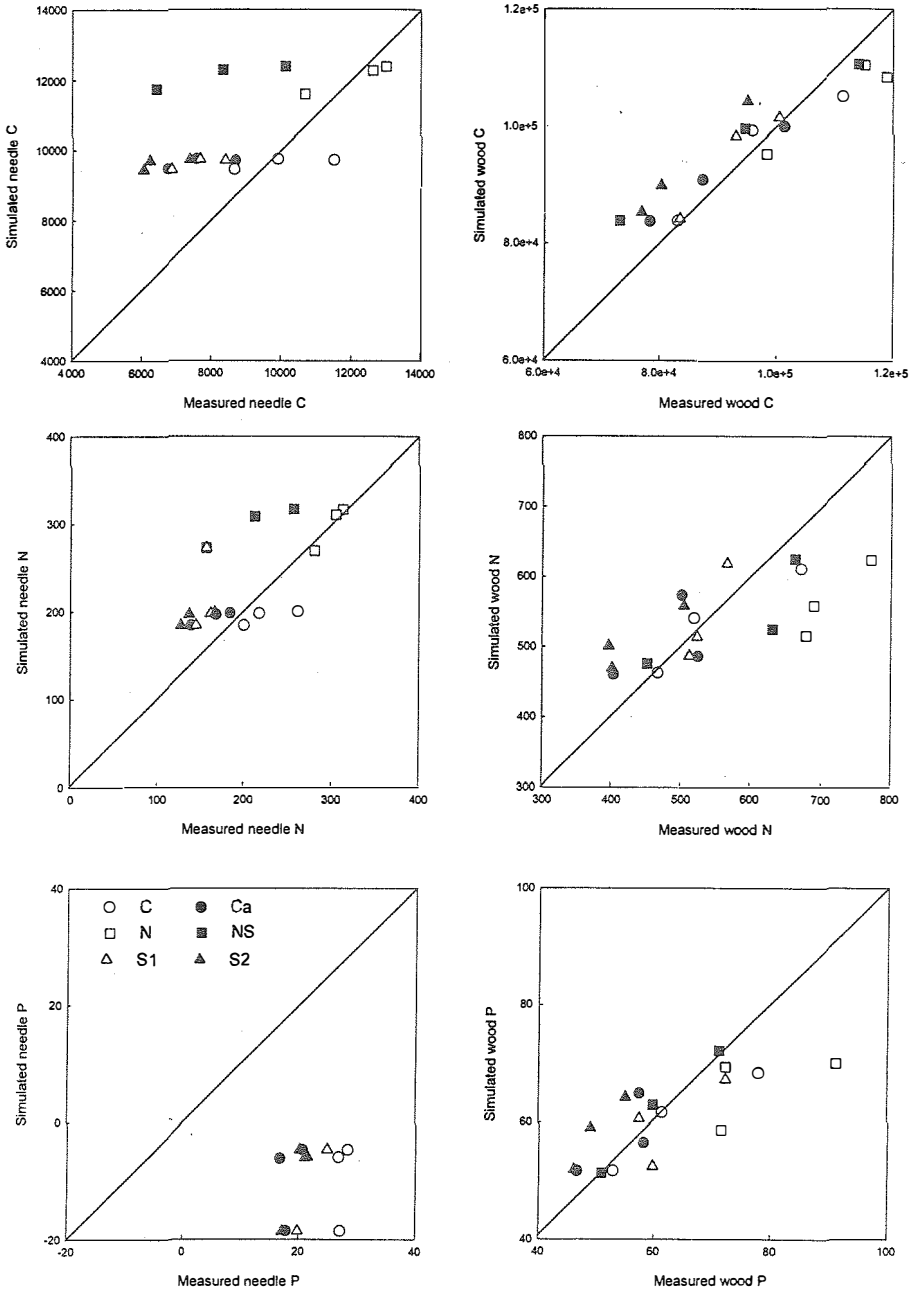 14000
12000
10000
8000
6000
4000
4000 6000 8000 10000 12000 14000
Simulated needle C
Measured needle C
1.2e+5
1.0e+5
8.0e+4
6.0e+4
6.0e+4 8.0e+4 1.0e+5 1.2e+5
Simulated wood C
Measured wood C
400
300
200
100
0
0 100 200 300 400
Simulated needle N
Measured needle N
800
700
600
500
400
300
300 400 500 600 700 800
Simulated wood N
Measured wood N
40
20
0
-20
-20 0 20 40
C Ca
N NS
S1 S2
Simulated needle P
Measured needle P
100
80
60
40
40 60 80 100
Simulated wood P
Measured wood P